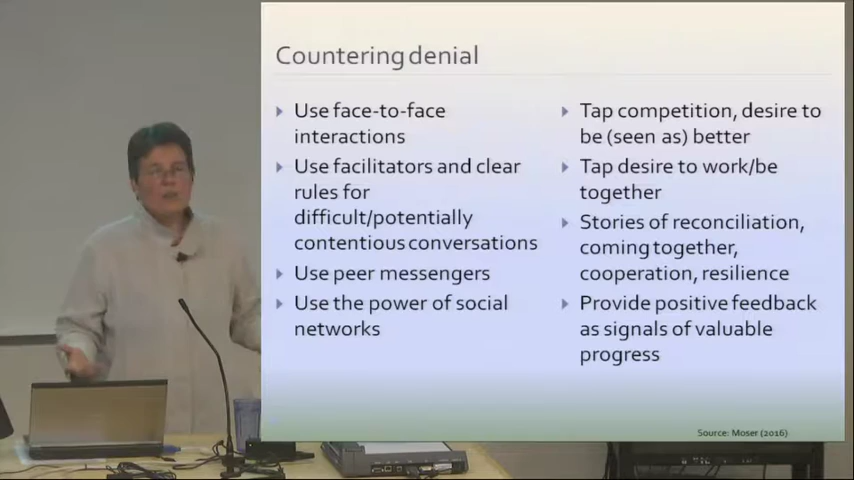 Countering denial
Use face-to-face
interactions
Use facilitators and clear
rules for
difficult/potentially
contentious conversations
Use peer messengers
Use the power of social
networks
Tap competition, desire to
be (seen as) better
Tap desire to work/be
together
Stories of reconciliation,
coming together,
cooperation, resilience
Provide positive feedback
as signals of valuable
progress
Source: Moser (2016)